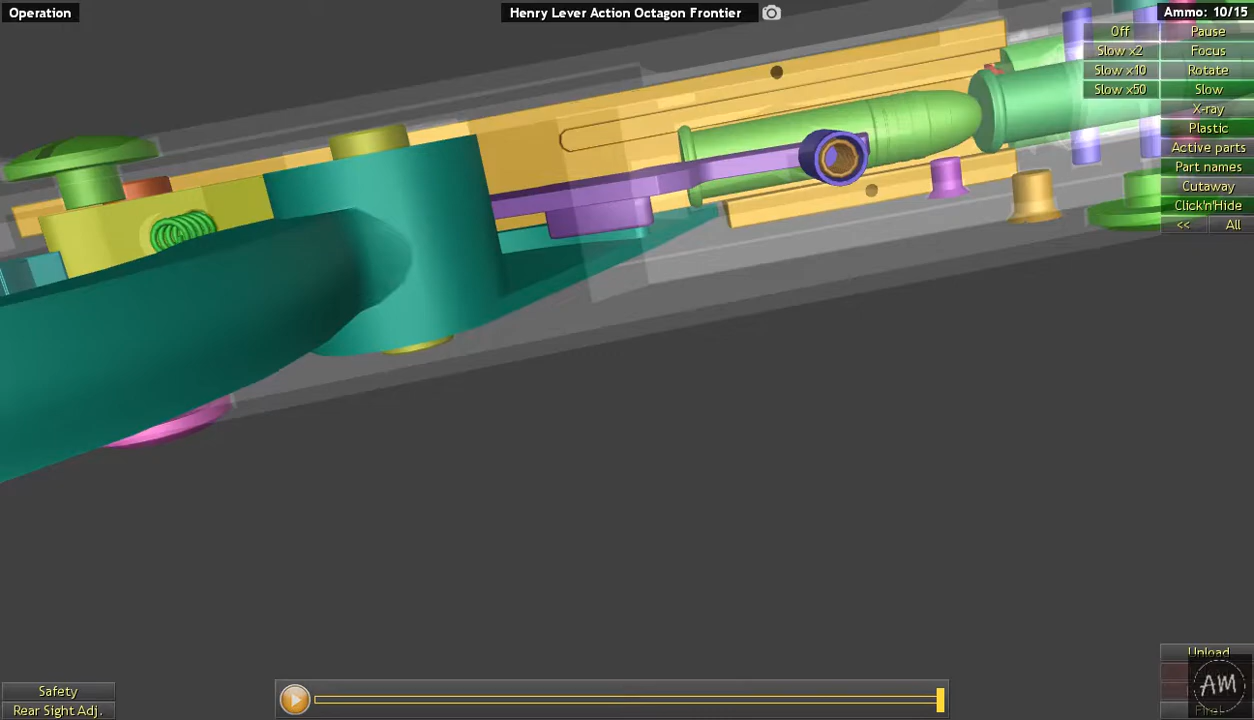 Operation
Henry Lever Action Octagon Frontier
Ammo: 10/15
Off
Pause
Slow x2
Focus
Slow x10
Rotate
Slow x50
Slow
X-ray
Plastic
Active parts
Part names
Cutaway
Click'n'Hide
<<
All
Unload
AM
Safety
Rear Sight Adj.